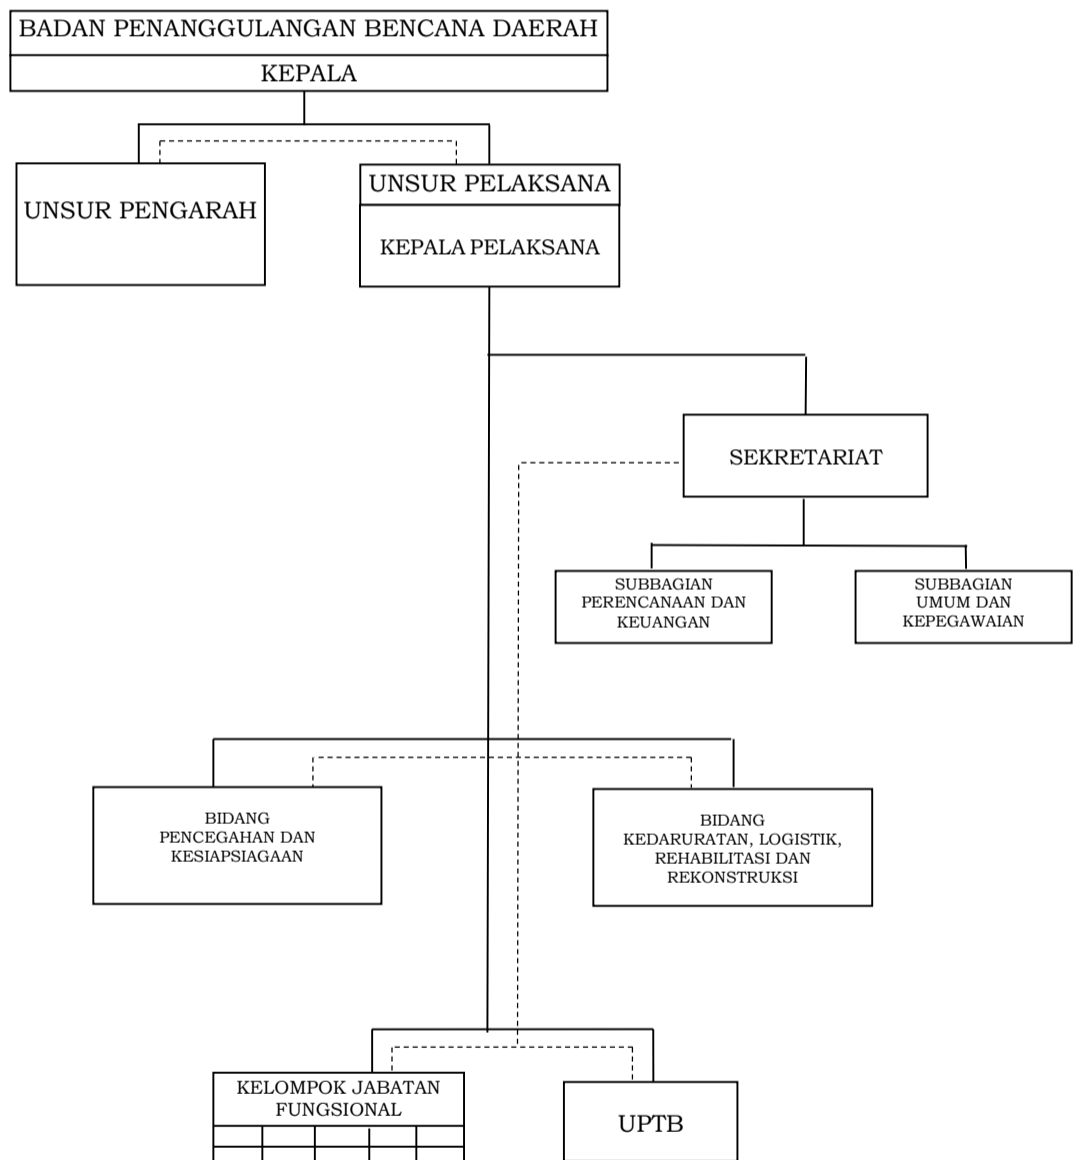 BADAN PENANGGULANGAN BENCANA DAERAH
KEPALA
UNSUR PENGARAH
UNSUR PELAKSANA
KEPALA PELAKSANA
SEKRETARIAT
SUBBAGIAN
PERENCANAAN DAN
KEUANGAN
SUBBAGIAN
UMUM DAN
KEPEGAWAIAN
BIDANG
PENCEGAHAN DAN
KESIAPSIAGAAN
BIDANG
KEDARURATAN, LOGISTIK,
REHABILITASI DAN
REKONSTRUKSI
KELOMPOK JABATAN
FUNGSIONAL
UPTB